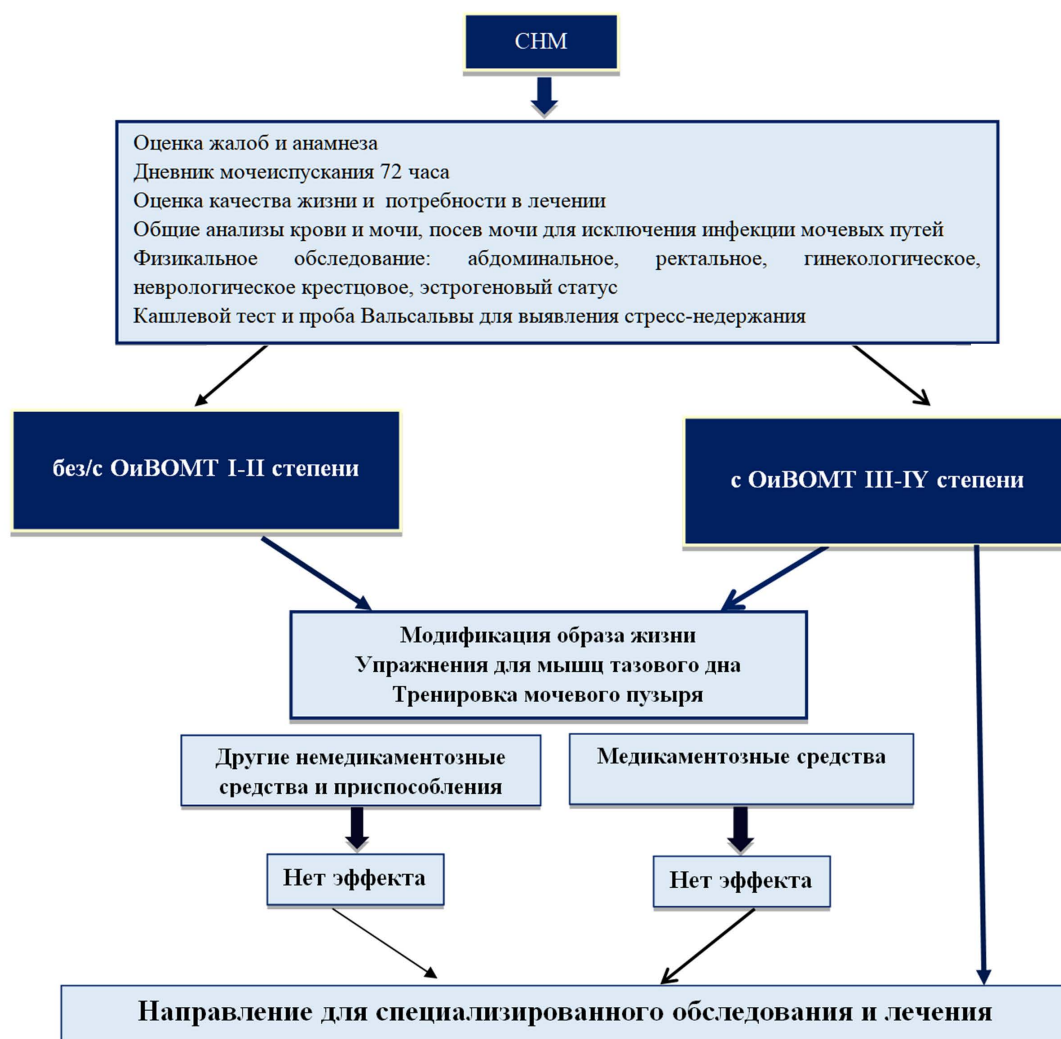 СНМ
Оценка жалоб и анамнеза
Дневник мочеиспускания 72 часа
Оценка качества жизни и потребности в лечении
Общие анализы крови и мочи, посев мочи для исключения инфекции мочевых путей
Физикальное обследование: абдоминальное, ректальное, гинекологическое,
неврологическое крестцовое, эстрогеновый статус
Кашлевой тест и проба Вальсальвы для выявления стресс-недержания
без/с ОиВОМТ I-II степени
с ОиВОМТ III-IY степени
Модификация образа жизни
Упражнения для мышц тазового дна
Тренировка мочевого пузыря
Другие немедикаментозные
средства и приспособления
Медикаментозные средства
Нет эффекта
Нет эффекта
Направление для специализированного обследования и лечения